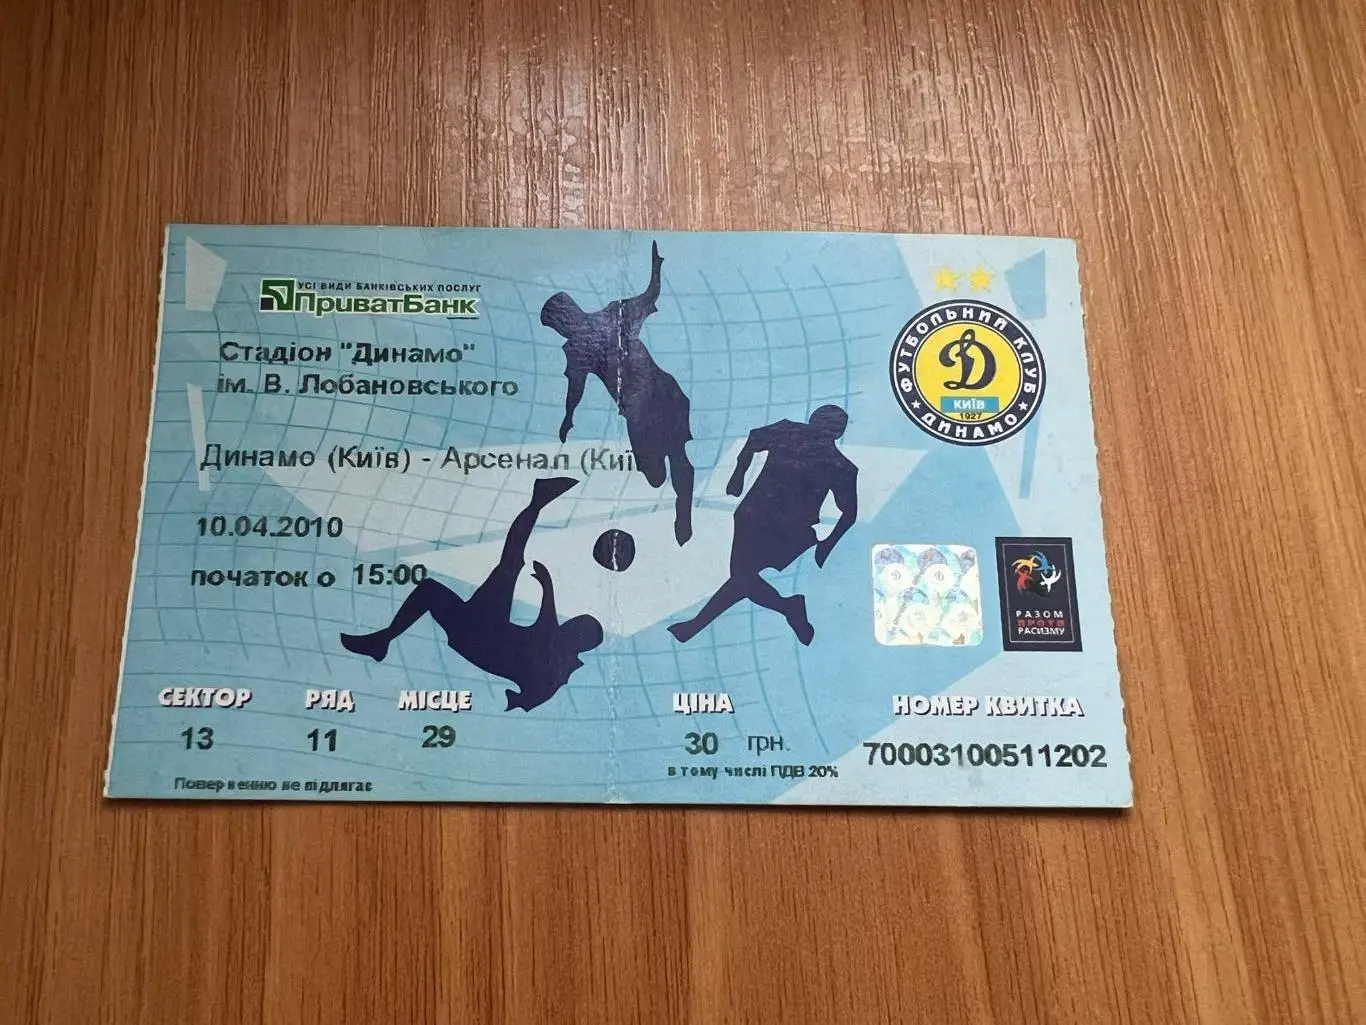 УСІ ВИДИ БАНКІВСЬКИХ ПОСЛУГ
ПриватБанк
Стадіон "Динамо"
ім. В. Лобановського
Динамо (Київ) - Арсенал (Киї
10.04.2010
початок о 15:00
ФУТБОЛЬНИЙ КЛУБ
Д
КИЇВ
1927
ДИНАМО
РАЗОМ
ПРОТИ
РАСИЗМУ
СЕКТОР РЯД МІСЦЕ ЦІНА НОМЕР КВИТКА
13 11 29 30 грн. 70003100511202
в тому числі ПДВ 20%
Поверненню не підлягає